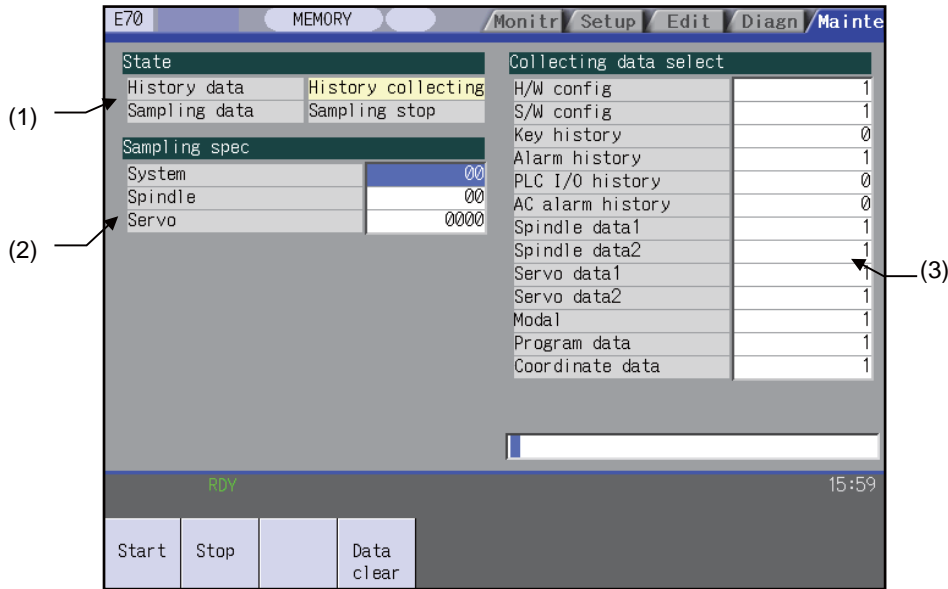 E70 MEMORY Monitr Setup Edit Diagn Mainte
State
History data History collecting
Sampling data Sampling stop
Sampling spec
System 00
Spindle 00
Servo 0000
Collecting data select
H/W config 1
S/W config 1
Key history 0
Alarm history 1
PLC I/O history 0
AC alarm history 0
Spindle data1 1
Spindle data2 1
Servo data1 1
Servo data2 1
Modal 1
Program data 1
Coordinate data 1
(1)
(2)
(3)
RDY 15:59
Start Stop Data clear